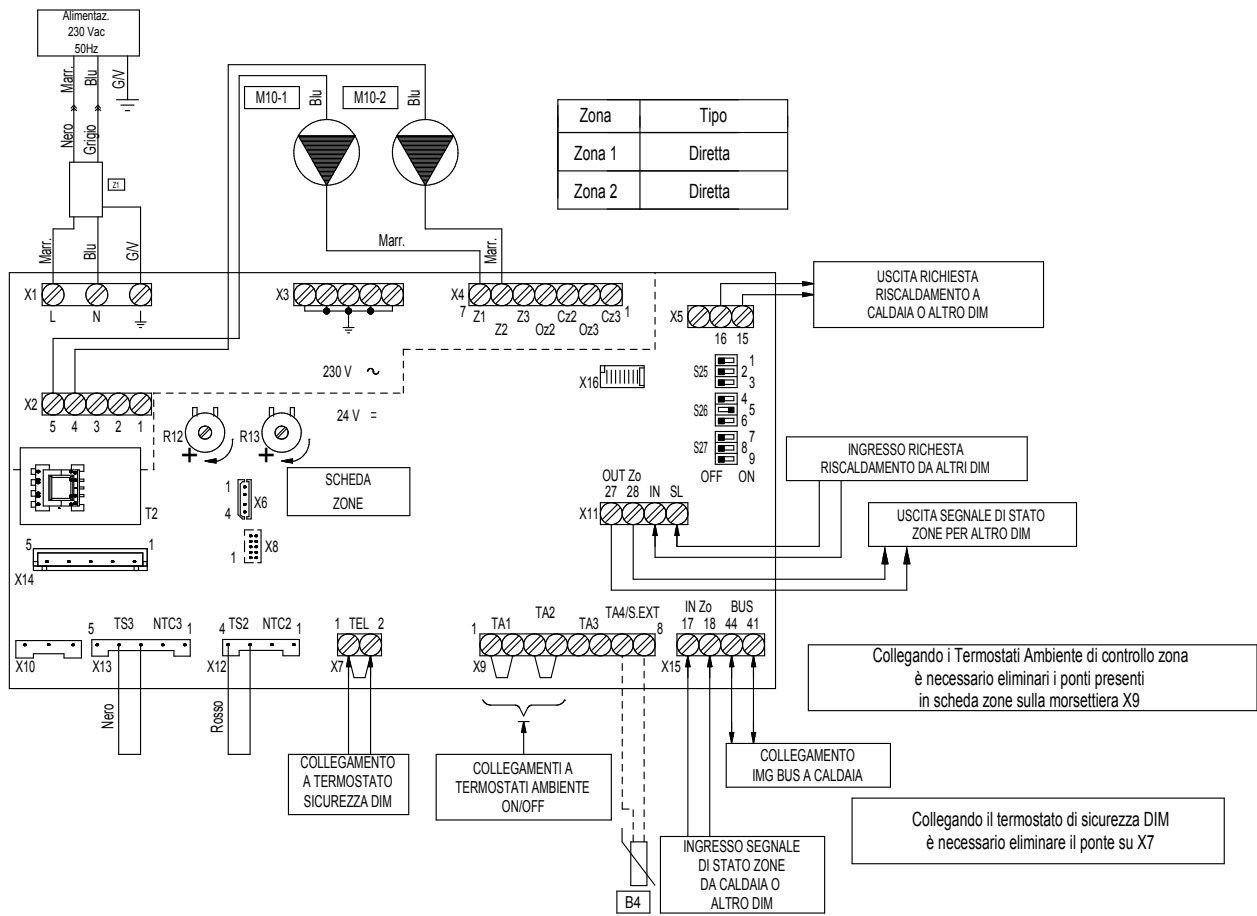 Alimentaz.
230 Vac
50Hz
Marr.
Blu
G/V
Nero
Grigio
Z1
Marr.
Blu
G/V
M10-1
Blu
M10-2
Blu
Marr.
Zona Tipo
Zona 1 Diretta
Zona 2 Diretta
X1
L N
X3
X4
7 Z1 Z3 Cz2 Cz3 1
Z2 Oz2 Oz3
X5
16 15
USCITA RICHIESTA
RISCALDAMENTO A
CALDAIA O ALTRO DIM
230 V ~
24 V =
X2
5 4 3 2 1
R12
+
R13
+
SCHEDA
ZONE
X16
S25
1
2
3
S26
4
5
6
S27
7
8
9
OFF ON
INGRESSO RICHESTA
RISCALDAMENTO DA ALTRI DIM
OUT Zo
27 28 IN SL
X11
USCITA SEGNALE DI STATO
ZONE PER ALTRO DIM
T2
1
4
X6
1
X8
5 1
X14
X10
5 TS3 NTC3 1
X13
4 TS2 NTC2 1
X12
1 TEL 2
X7
1 TA1 TA2 TA3 TA4/S.EXT 8
X9
IN Zo BUS
17 18 44 41
X15
Nero
Rosso
COLLEGAMENTO
A TERMOSTATO
SICUREZZA DIM
COLLEGAMENTI A
TERMOSTATI AMBIENTE
ON/OFF
COLLEGAMENTO
IMG BUS A CALDAIA
INGRESSO SEGNALE
DI STATO ZONE
DA CALDAIA O
ALTRO DIM
B4
Collegando i Termostati Ambiente di controllo zona
è necessario eliminari i ponti presenti
in scheda zone sulla morsettiera X9
Collegando il termostato di sicurezza DIM
è necessario eliminare il ponte su X7